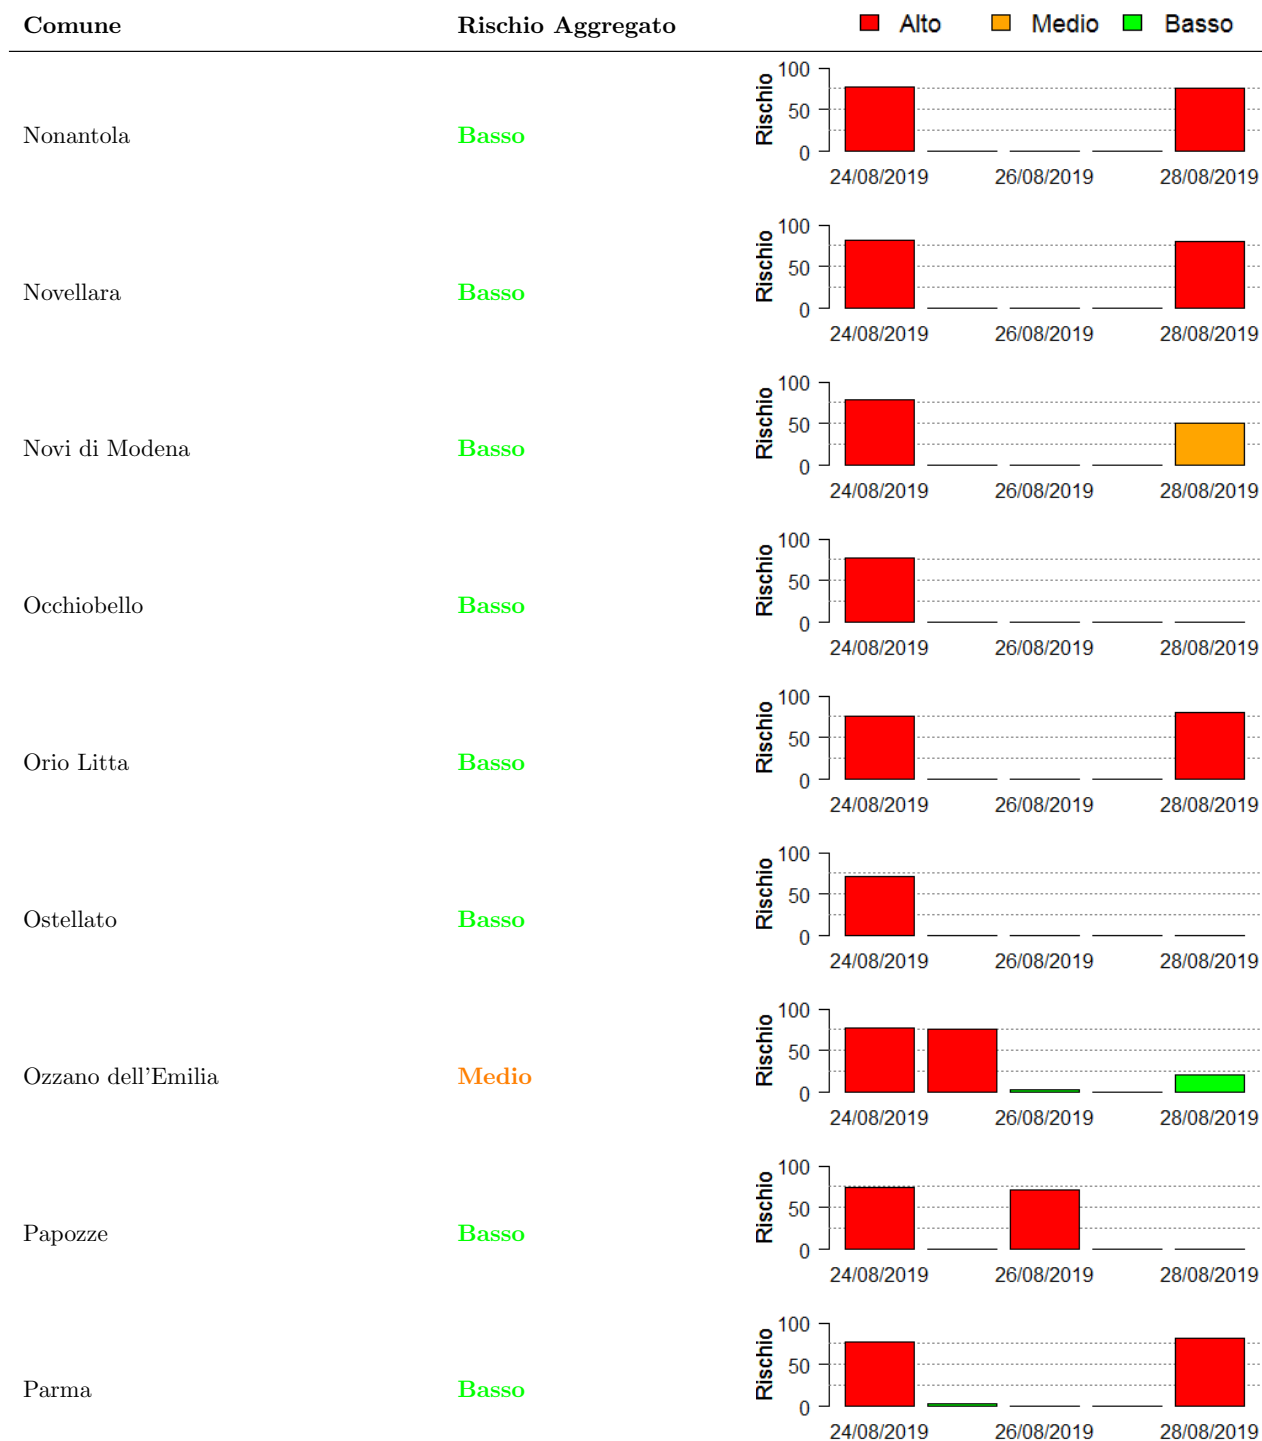 Comune Rischio Aggregato Alto Medio Basso
Nonantola Basso
Rischio
100
50
0
24/08/2019 26/08/2019 28/08/2019
Novellara Basso
Rischio
100
50
0
24/08/2019 26/08/2019 28/08/2019
Novi di Modena Basso
Rischio
100
50
0
24/08/2019 26/08/2019 28/08/2019
Occhiobello Basso
Rischio
100
50
0
24/08/2019 26/08/2019 28/08/2019
Orio Litta Basso
Rischio
100
50
0
24/08/2019 26/08/2019 28/08/2019
Ostellato Basso
Rischio
100
50
0
24/08/2019 26/08/2019 28/08/2019
Ozzano dell'Emilia Medio
Rischio
100
50
0
24/08/2019 26/08/2019 28/08/2019
Papozze Basso
Rischio
100
50
0
24/08/2019 26/08/2019 28/08/2019
Parma Basso
Rischio
100
50
0
24/08/2019 26/08/2019 28/08/2019